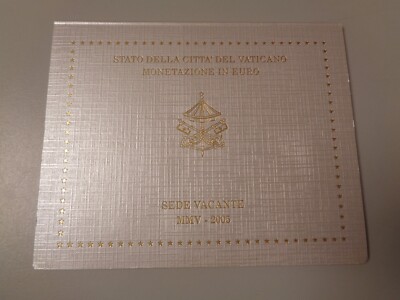 STATO DELLA CITTA' DEL VATICANO
MONETAZIONE IN EURO
SEDE VACANTE
MMV - 2005